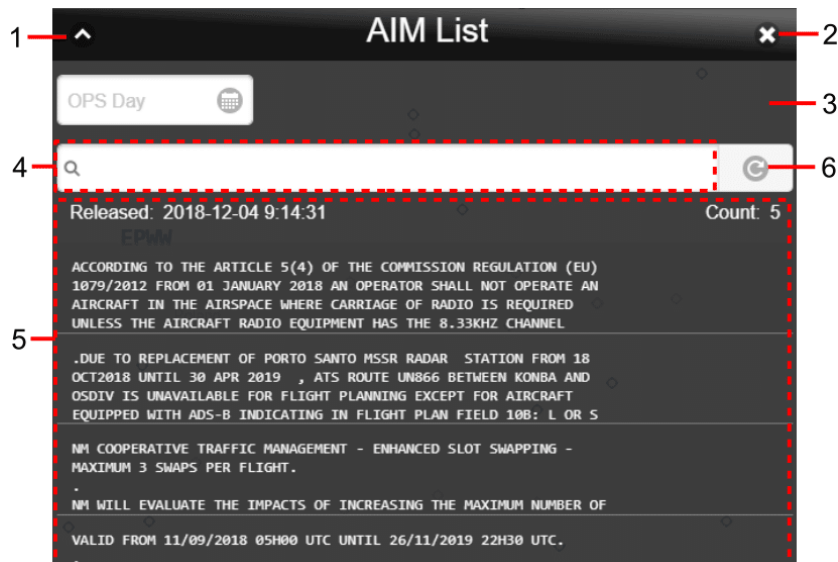 AIM List
1
2
OPS Day
3
4
6
Released: 2018-12-04 9:14:31
Count: 5
EPWW
ACCORDING TO THE ARTICLE 5(4) OF THE COMMISSION REGULATION (EU)
1079/2012 FROM 01 JANUARY 2018 AN OPERATOR SHALL NOT OPERATE AN
AIRCRAFT IN THE AIRSPACE WHERE CARRIAGE OF RADIO IS REQUIRED
UNLESS THE AIRCRAFT RADIO EQUIPMENT HAS THE 8.33KHZ CHANNEL
5
.DUE TO REPLACEMENT OF PORTO SANTO MSSR RADAR  STATION FROM 18
OCT2018 UNTIL 30 APR 2019  , ATS ROUTE UN866 BETWEEN KONBA AND
OSDIV IS UNAVAILABLE FOR FLIGHT PLANNING EXCEPT FOR AIRCRAFT
EQUIPPED WITH ADS-B INDICATING IN FLIGHT PLAN FIELD 10B: L OR S
NM COOPERATIVE TRAFFIC MANAGEMENT - ENHANCED SLOT SWAPPING -
MAXIMUM 3 SWAPS PER FLIGHT.
.
NM WILL EVALUATE THE IMPACTS OF INCREASING THE MAXIMUM NUMBER OF
VALID FROM 11/09/2018 05H00 UTC UNTIL 26/11/2019 22H30 UTC.
.